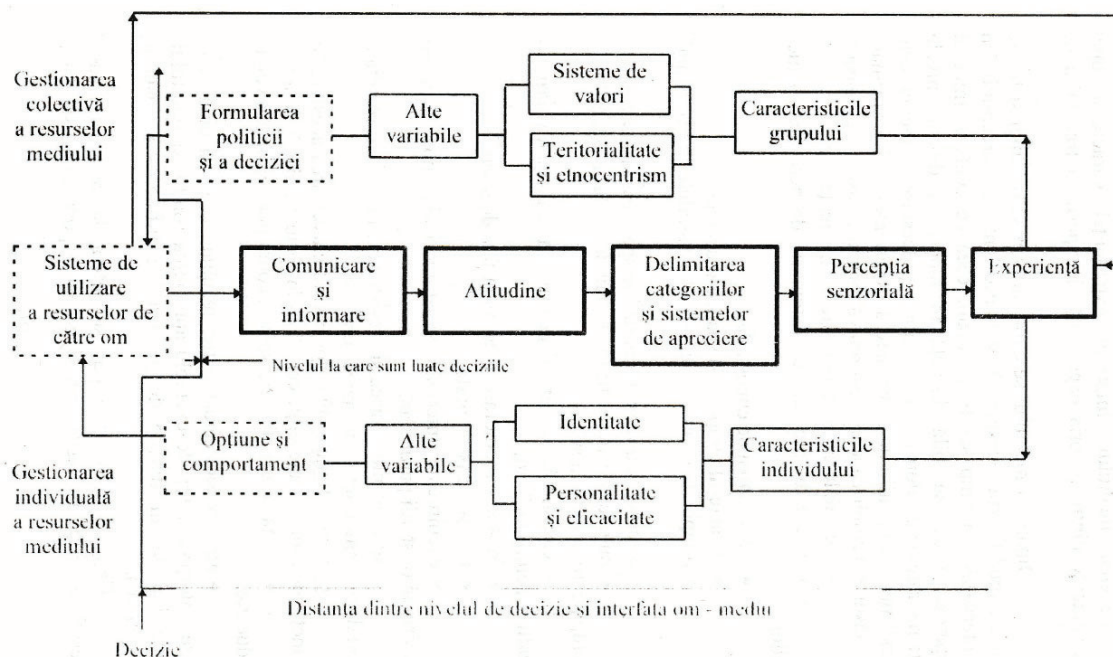 Gestionarea
colectivă
a resurselor
mediului
Formularea
politicii
și a deciziei
Alte
variabile
Sisteme de
valori
Teritorialitate
și etnocentrism
Caracteristicile
grupului
Sisteme de
utilizare
a resurselor de
către om
Comunicare
și
informare
Atitudine
Delimitarea
categoriilor
și sistemelor
de apreciere
Percepția
senzorială
Experiență
Nivelul la care sunt luate deciziile
Gestionarea
individuală
a resurselor
mediului
Opțiune și
comportament
Alte
variabile
Identitate
Personalitate
și eficacitate
Caracteristicile
individului
Distanța dintre nivelul de decizie și interfața om - mediu
Decizie